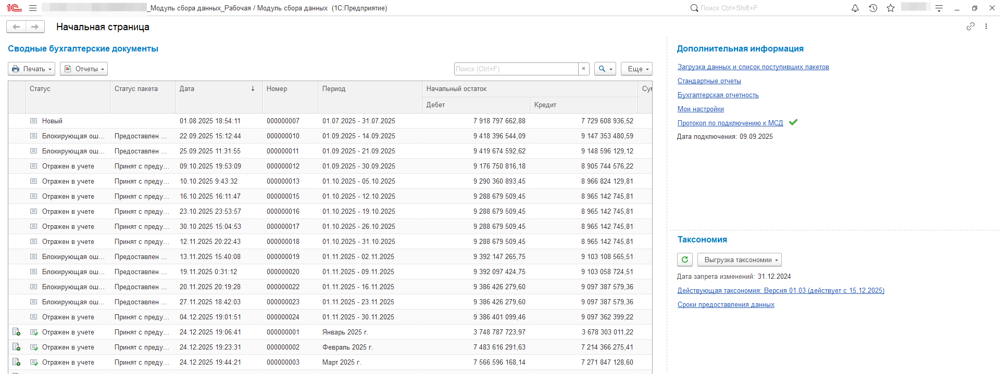 1С _Модуль сбора данных_Рабочая / Модуль сбора данных (1С:Предприятие) Поиск Ctrl+Shift+F
Начальная страница
Сводные бухгалтерские документы
Печать Отчеты Поиск (Ctrl+F) × Еще
Статус Статус пакета Дата ↓ Номер Период Начальный остаток Сум
Дебет Кредит
Новый 01.08.2025 18:54:11 000000007 01.07.2025 - 31.07.2025 7 918 797 662,88 7 729 608 936,52
Блокирующая ош... Предоставлен ... 22.09.2025 15:12:44 000000010 01.09.2025 - 14.09.2025 9 418 396 544,09 9 147 353 480,59
Блокирующая ош... Предоставлен ... 25.09.2025 11:31:55 000000011 01.09.2025 - 21.09.2025 9 419 674 592,62 9 148 596 129,12
Отражен в учете Принят с преду... 09.10.2025 19:53:09 000000012 01.09.2025 - 30.09.2025 9 176 750 816,18 8 905 744 576,22
Отражен в учете Принят с преду... 10.10.2025 9:43:32 000000013 01.10.2025 - 05.10.2025 9 290 360 893,45 8 966 824 129,81
Отражен в учете Принят с преду... 16.10.2025 16:11:47 000000015 01.10.2025 - 12.10.2025 9 288 679 509,45 8 965 142 745,81
Отражен в учете Принят с преду... 23.10.2025 23:53:57 000000016 01.10.2025 - 19.10.2025 9 288 679 509,45 8 965 142 745,81
Отражен в учете Принят с преду... 30.10.2025 15:04:53 000000017 01.10.2025 - 26.10.2025 9 288 679 509,45 8 965 142 745,81
Отражен в учете Принят с преду... 12.11.2025 20:22:43 000000018 01.10.2025 - 31.10.2025 9 288 679 509,45 8 965 142 745,81
Блокирующая ош... Предоставлен ... 13.11.2025 15:40:08 000000019 01.11.2025 - 02.11.2025 9 392 147 265,75 9 103 108 565,51
Блокирующая ош... Предоставлен ... 19.11.2025 0:31:12 000000020 01.11.2025 - 09.11.2025 9 392 097 424,75 9 103 058 724,51
Блокирующая ош... Предоставлен ... 20.11.2025 20:19:28 000000022 01.11.2025 - 16.11.2025 9 386 426 279,60 9 097 387 579,36
Блокирующая ош... Предоставлен ... 27.11.2025 18:42:03 000000023 01.11.2025 - 23.11.2025 9 386 426 279,60 9 097 387 579,36
Отражен в учете Принят с преду... 04.12.2025 19:01:51 000000024 01.11.2025 - 30.11.2025 9 386 401 099,46 9 097 362 399,22
Отражен в учете Принят с преду... 24.12.2025 19:06:41 000000001 Январь 2025 г. 3 748 787 723,97 3 678 303 011,22
Отражен в учете Принят с преду... 24.12.2025 19:23:31 000000002 Февраль 2025 г. 7 483 616 291,63 7 214 366 275,41
Отражен в учете Принят с преду... 24.12.2025 19:44:21 000000003 Март 2025 г. 7 566 596 168,14 7 271 847 128,60
Дополнительная информация
Загрузка данных и список поступивших пакетов
Стандартные отчеты
Бухгалтерская отчетность
Мои настройки
Протокол по подключению к МСД
Дата подключения: 09.09.2025
Таксономия
Выгрузка таксономии
Дата запрета изменений: 31.12.2024
Действующая таксономия: Версия 01.03 (действует с 15.12.2025)
Сроки предоставления данных